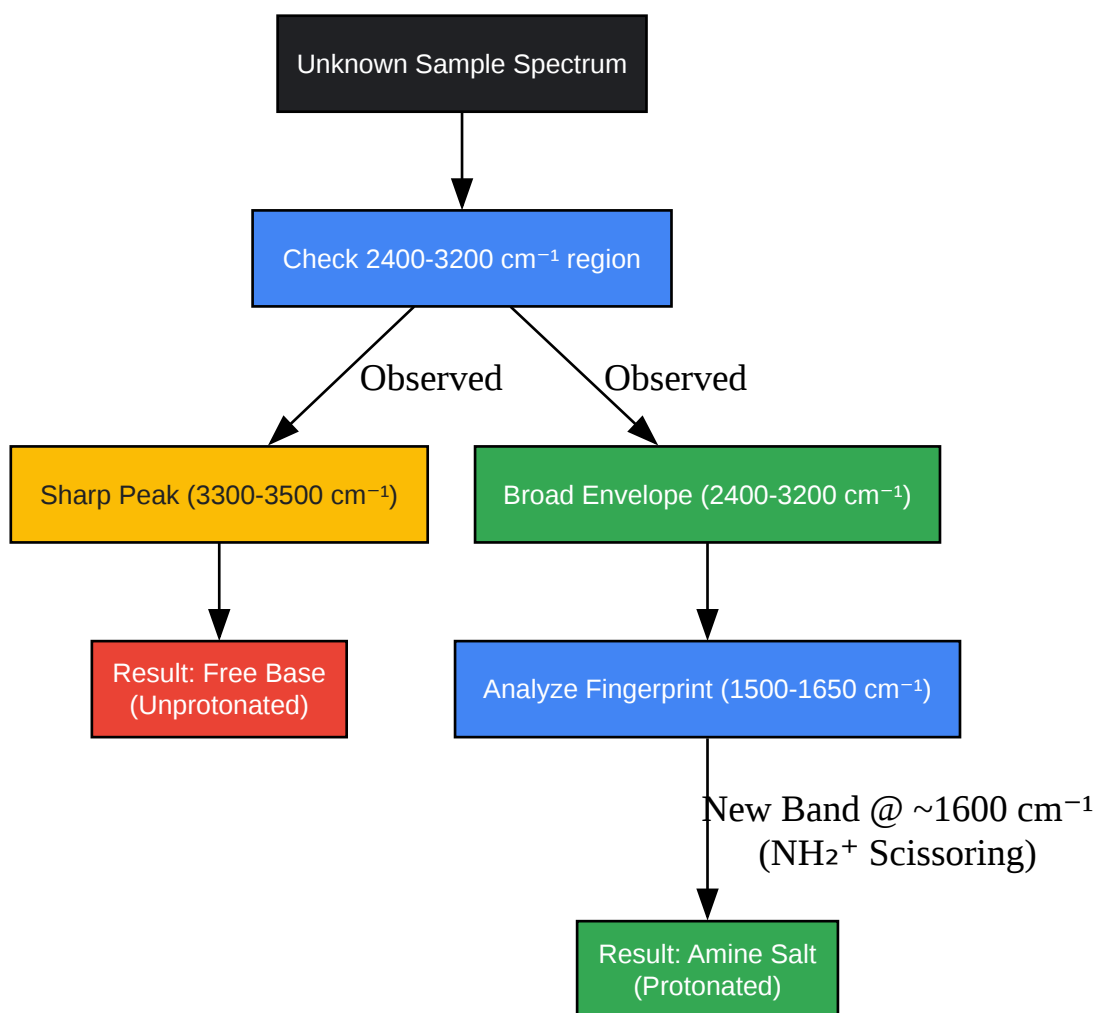 Unknown Sample Spectrum
Check 2400-3200 cm⁻¹ region
Observed
Observed
Sharp Peak (3300-3500 cm⁻¹)
Broad Envelope (2400-3200 cm⁻¹)
Result: Free Base
(Unprotonated)
Analyze Fingerprint (1500-1650 cm⁻¹)
New Band @ ~1600 cm⁻¹
(NH₂⁺ Scissoring)
Result: Amine Salt
(Protonated)